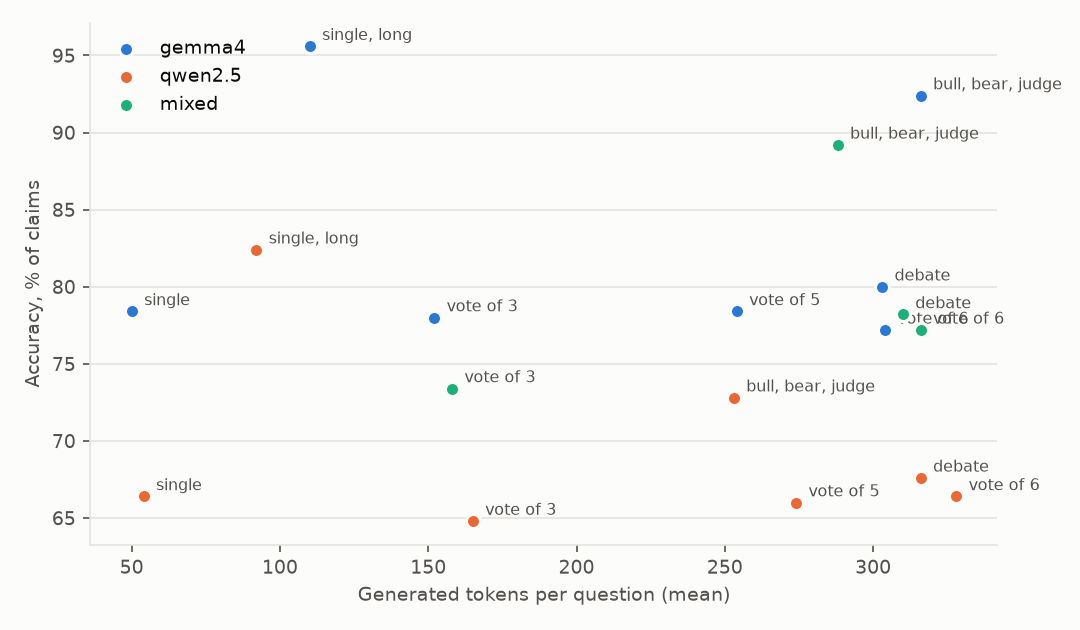 single, long
gemma4
qwen2.5
mixed
bull, bear, judge
bull, bear, judge
single, long
debate
single
vote of 3
vote of 5
debate
vote of 6
vote of 6
vote of 3
bull, bear, judge
debate
single
vote of 5
vote of 6
vote of 3
95
90
85
80
75
70
65
Accuracy, % of claims
50
100
150
200
250
300
Generated tokens per question (mean)